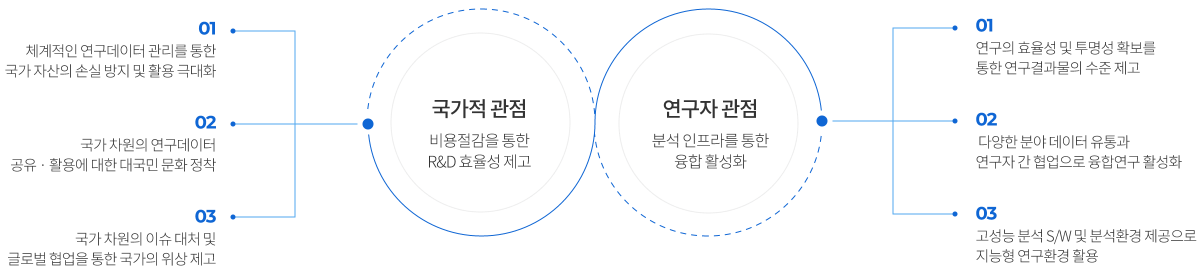 01
체계적인 연구데이터 관리를 통한
국가 자산의 손실 방지 및 활용 극대화
02
국가 차원의 연구데이터
공유 · 활용에 대한 대국민 문화 정착
03
국가 차원의 이슈 대처 및
글로벌 협업을 통한 국가의 위상 제고
국가적 관점
비용절감을 통한
R&D 효율성 제고
연구자 관점
분석 인프라를 통한
융합 활성화
01
연구의 효율성 및 투명성 확보를
통한 연구결과물의 수준 제고
02
다양한 분야 데이터 유통과
연구자 간 협업으로 융합연구 활성화
03
고성능 분석 S/W 및 분석환경 제공으로
지능형 연구환경 활용